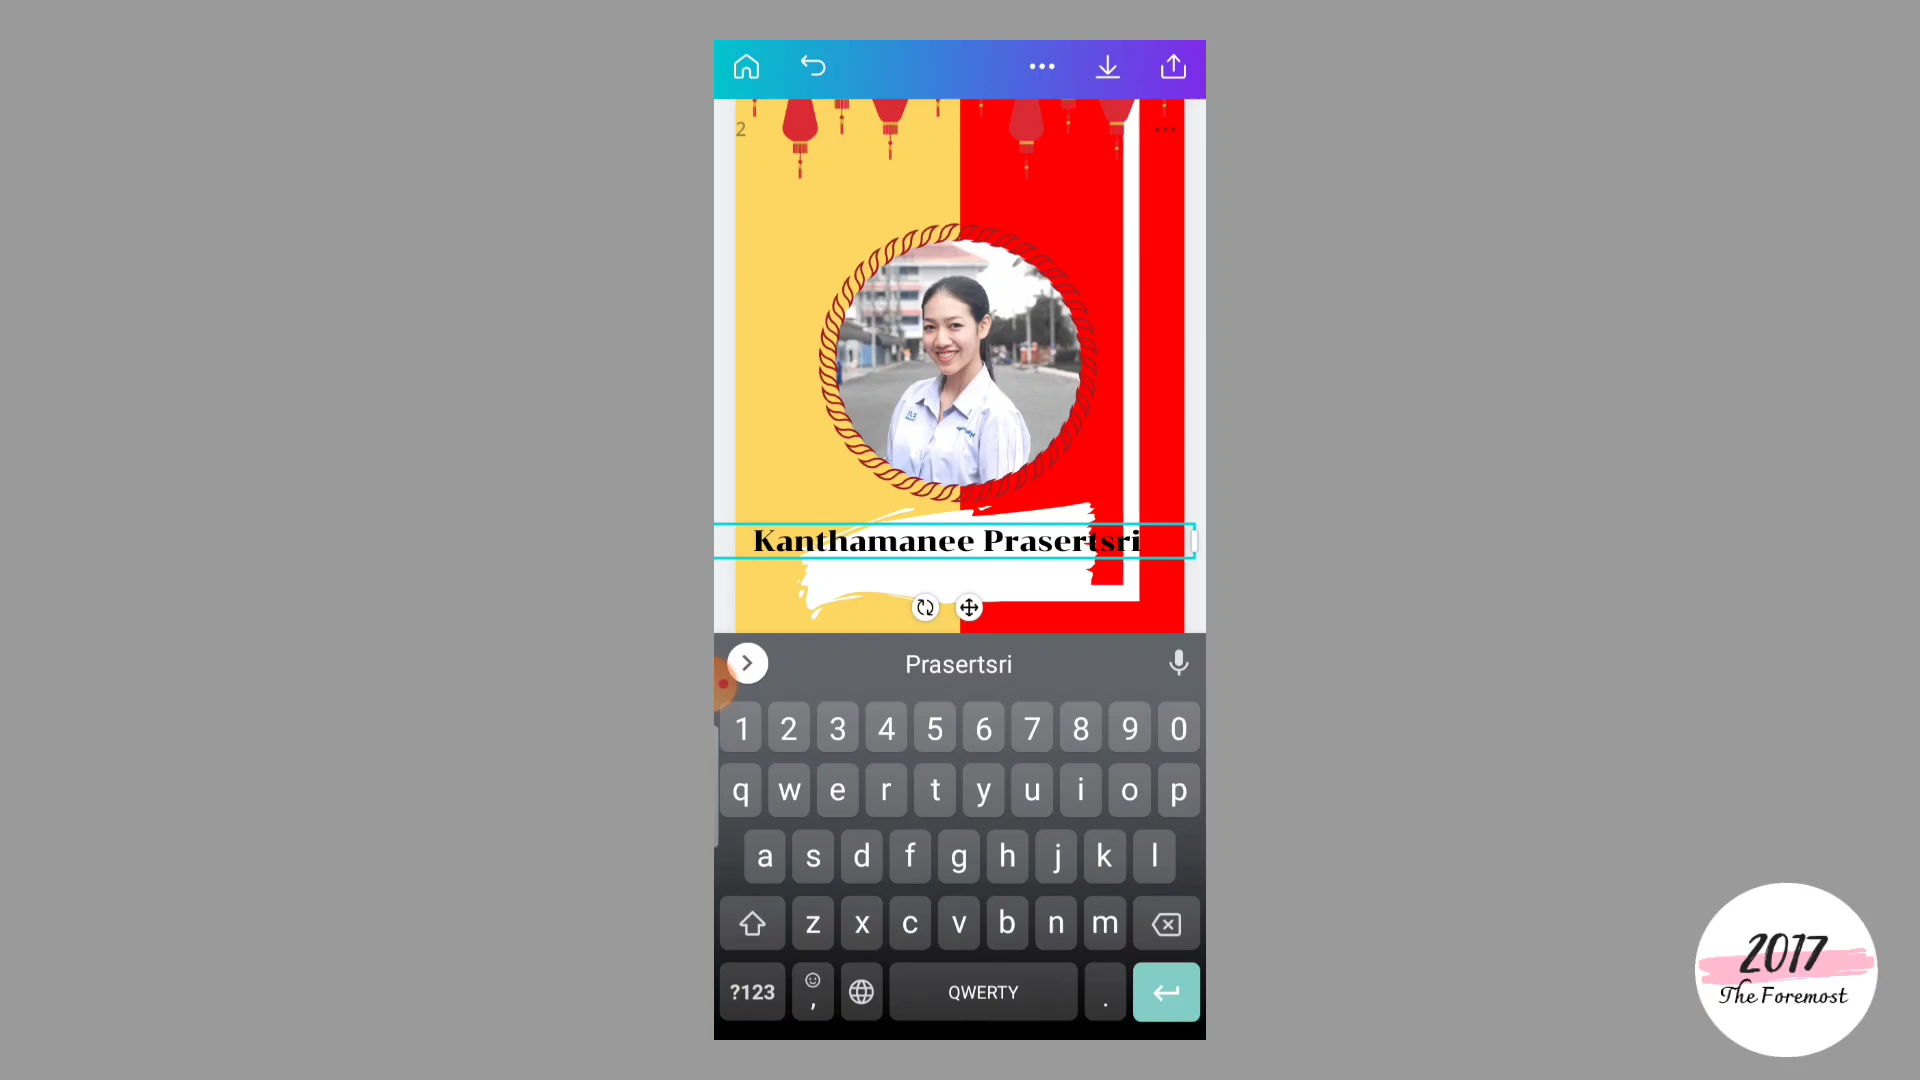 2
Kanthamanee Prasertsri
Prasertsri
1 2 3 4 5 6 7 8 9 0
q w e r t y u i o p
a s d f g h j k l
z x c v b n m
?123 , QWERTY .
2017
The Foremost